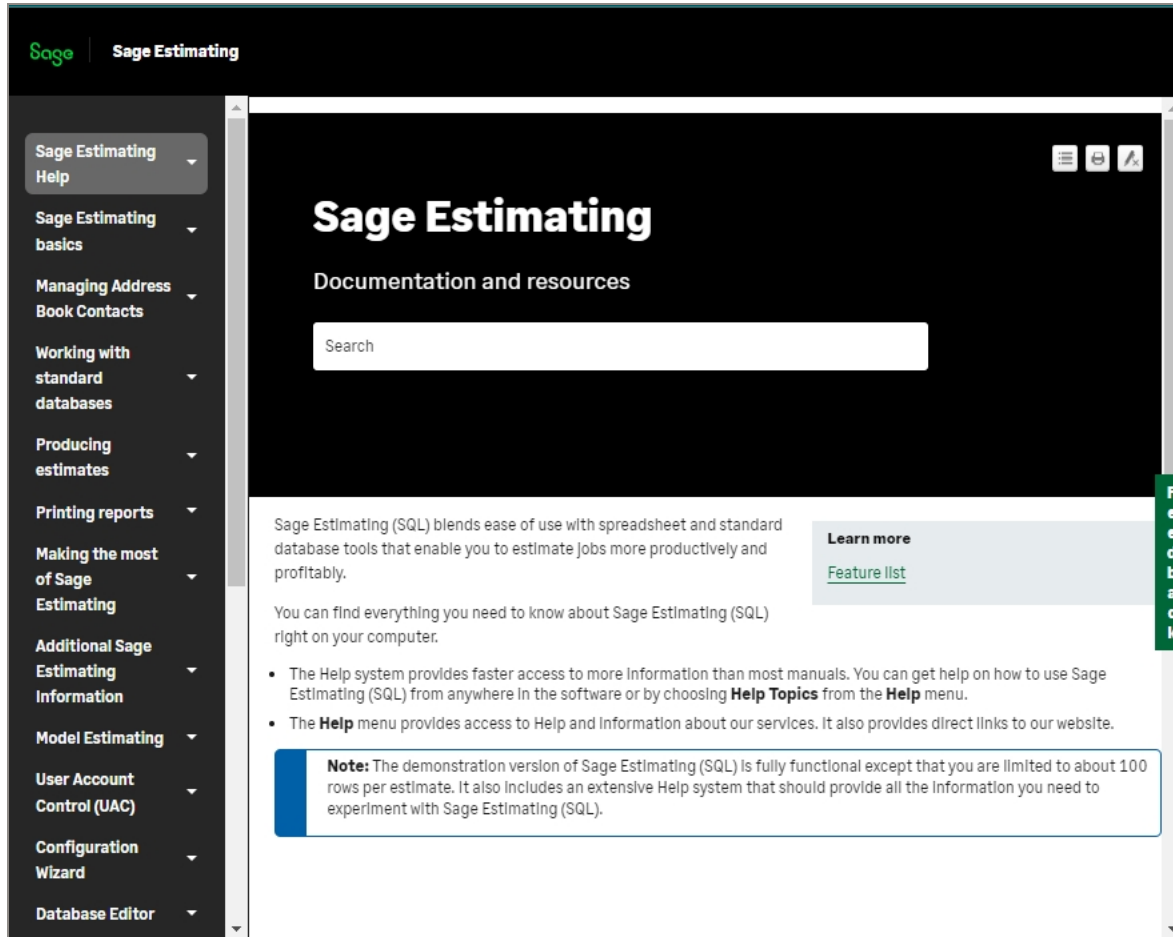 Sage
Sage Estimating
Sage Estimating
Help
Sage Estimating
basics
Managing Address
Book Contacts
Working with
standard
databases
Producing
estimates
Printing reports
Making the most
of Sage
Estimating
Additional Sage
Estimating
Information
Model Estimating
User Account
Control (UAC)
Configuration
Wizard
Database Editor
Sage Estimating
Documentation and resources
Search
Sage Estimating (SQL) blends ease of use with spreadsheet and standard
database tools that enable you to estimate jobs more productively and
profitably.
You can find everything you need to know about Sage Estimating (SQL)
right on your computer.
Learn more
Feature list
• The Help system provides faster access to more information than most manuals. You can get help on how to use Sage
Estimating (SQL) from anywhere in the software or by choosing Help Topics from the Help menu.
• The Help menu provides access to Help and information about our services. It also provides direct links to our website.
Note: The demonstration version of Sage Estimating (SQL) is fully functional except that you are limited to about 100
rows per estimate. It also includes an extensive Help system that should provide all the information you need to
experiment with Sage Estimating (SQL).